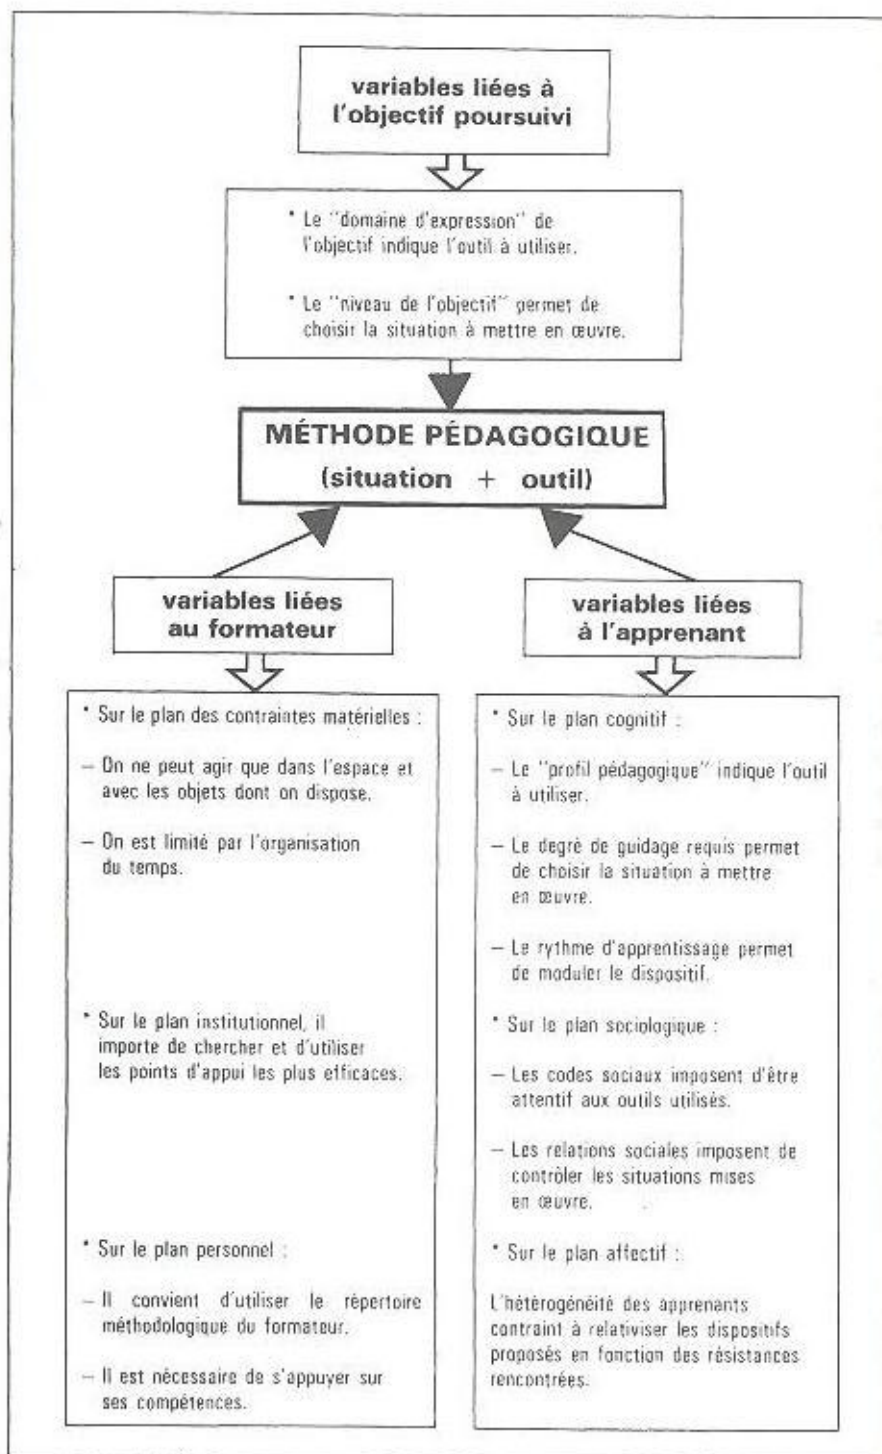 variables liées à
l'objectif poursuivi
* Le "domaine d'expression" de
l'objectif indique l'outil à utiliser.
* Le "niveau de l'objectif" permet de
choisir la situation à mettre en œuvre.
MÉTHODE PÉDAGOGIQUE
(situation + outil)
variables liées
au formateur
* Sur le plan des contraintes matérielles :
– On ne peut agir que dans l'espace et
avec les objets dont on dispose.
– On est limité par l'organisation
du temps.
* Sur le plan institutionnel, il
importe de chercher et d'utiliser
les points d'appui les plus efficaces.
* Sur le plan personnel :
– Il convient d'utiliser le répertoire
méthodologique du formateur.
– Il est nécessaire de s'appuyer sur
ses compétences.
variables liées
à l'apprenant
* Sur le plan cognitif :
– Le "profil pédagogique" indique l'outil
à utiliser.
– Le degré de guidage requis permet
de choisir la situation à mettre
en œuvre.
– Le rythme d'apprentissage permet
de moduler le dispositif.
* Sur le plan sociologique :
– Les codes sociaux imposent d'être
attentif aux outils utilisés.
– Les relations sociales imposent de
contrôler les situations mises
en œuvre.
* Sur le plan affectif :
L'hétérogénéité des apprenants
contraint à relativiser les dispositifs
proposés en fonction des résistances
rencontrées.